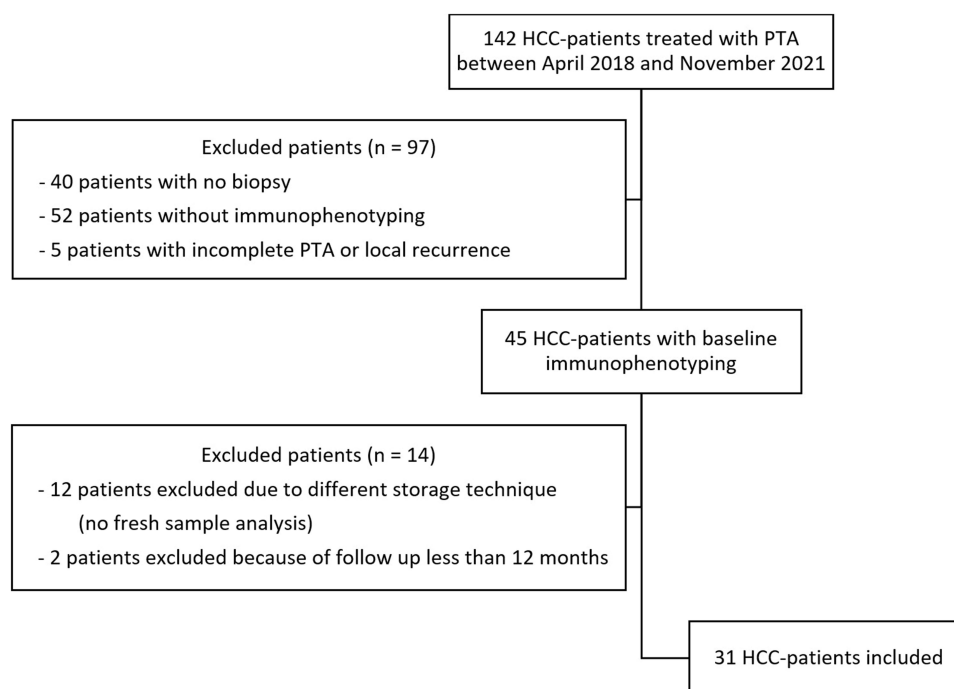 142 HCC-patients treated with PTA
between April 2018 and November 2021
Excluded patients (n = 97)
- 40 patients with no biopsy
- 52 patients without immunophenotyping
- 5 patients with incomplete PTA or local recurrence
45 HCC-patients with baseline
immunophenotyping
Excluded patients (n = 14)
- 12 patients excluded due to different storage technique
(no fresh sample analysis)
- 2 patients excluded because of follow up less than 12 months
31 HCC-patients included